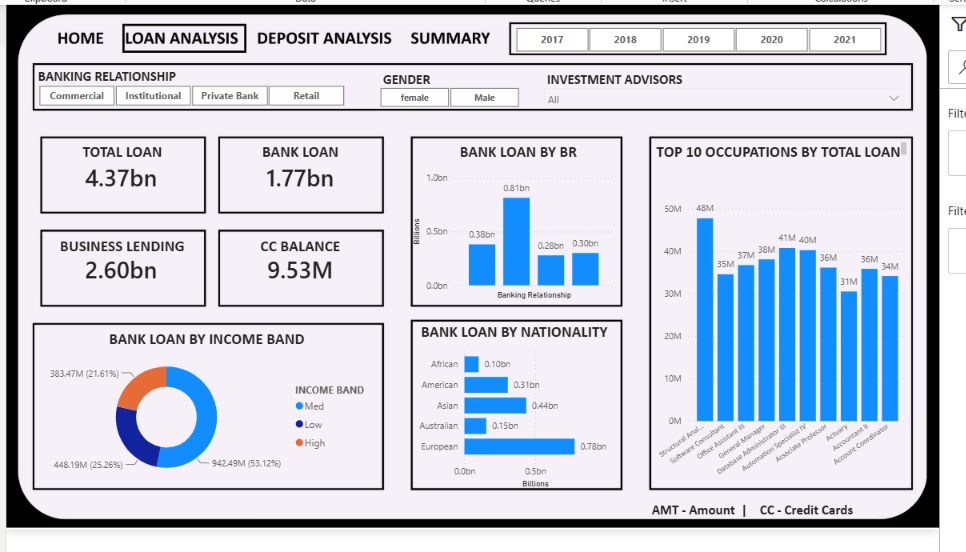 HOME LOAN ANALYSIS DEPOSIT ANALYSIS SUMMARY
2017 2018 2019 2020 2021
BANKING RELATIONSHIP
Commercial Institutional Private Bank Retail
GENDER
female Male
INVESTMENT ADVISORS
All
TOTAL LOAN
4.37bn
BANK LOAN
1.77bn
BUSINESS LENDING
2.60bn
CC BALANCE
9.53M
BANK LOAN BY BR
1.0bn
0.5bn
0.0bn
Billions
0.38bn
0.81bn
0.28bn
0.30bn
Banking Relationship
TOP 10 OCCUPATIONS BY TOTAL LOAN
50M
40M
30M
20M
10M
0M
48M
35M
37M
38M
41M
40M
36M
31M
36M
34M
Structural Anal...
Software Consultant
Office Assistant III
General Manager
Database Administrator III
Automation Specialist IV
Associate Professor
Actuary
Accountant II
Account Coordinator
BANK LOAN BY INCOME BAND
383.47M (21.61%)
448.19M (25.26%)
942.49M (53.12%)
INCOME BAND
Med
Low
High
BANK LOAN BY NATIONALITY
African 0.10bn
American 0.31bn
Asian 0.44bn
Australian 0.15bn
European 0.78bn
0.0bn 0.5bn
Billions
AMT - Amount | CC - Credit Cards